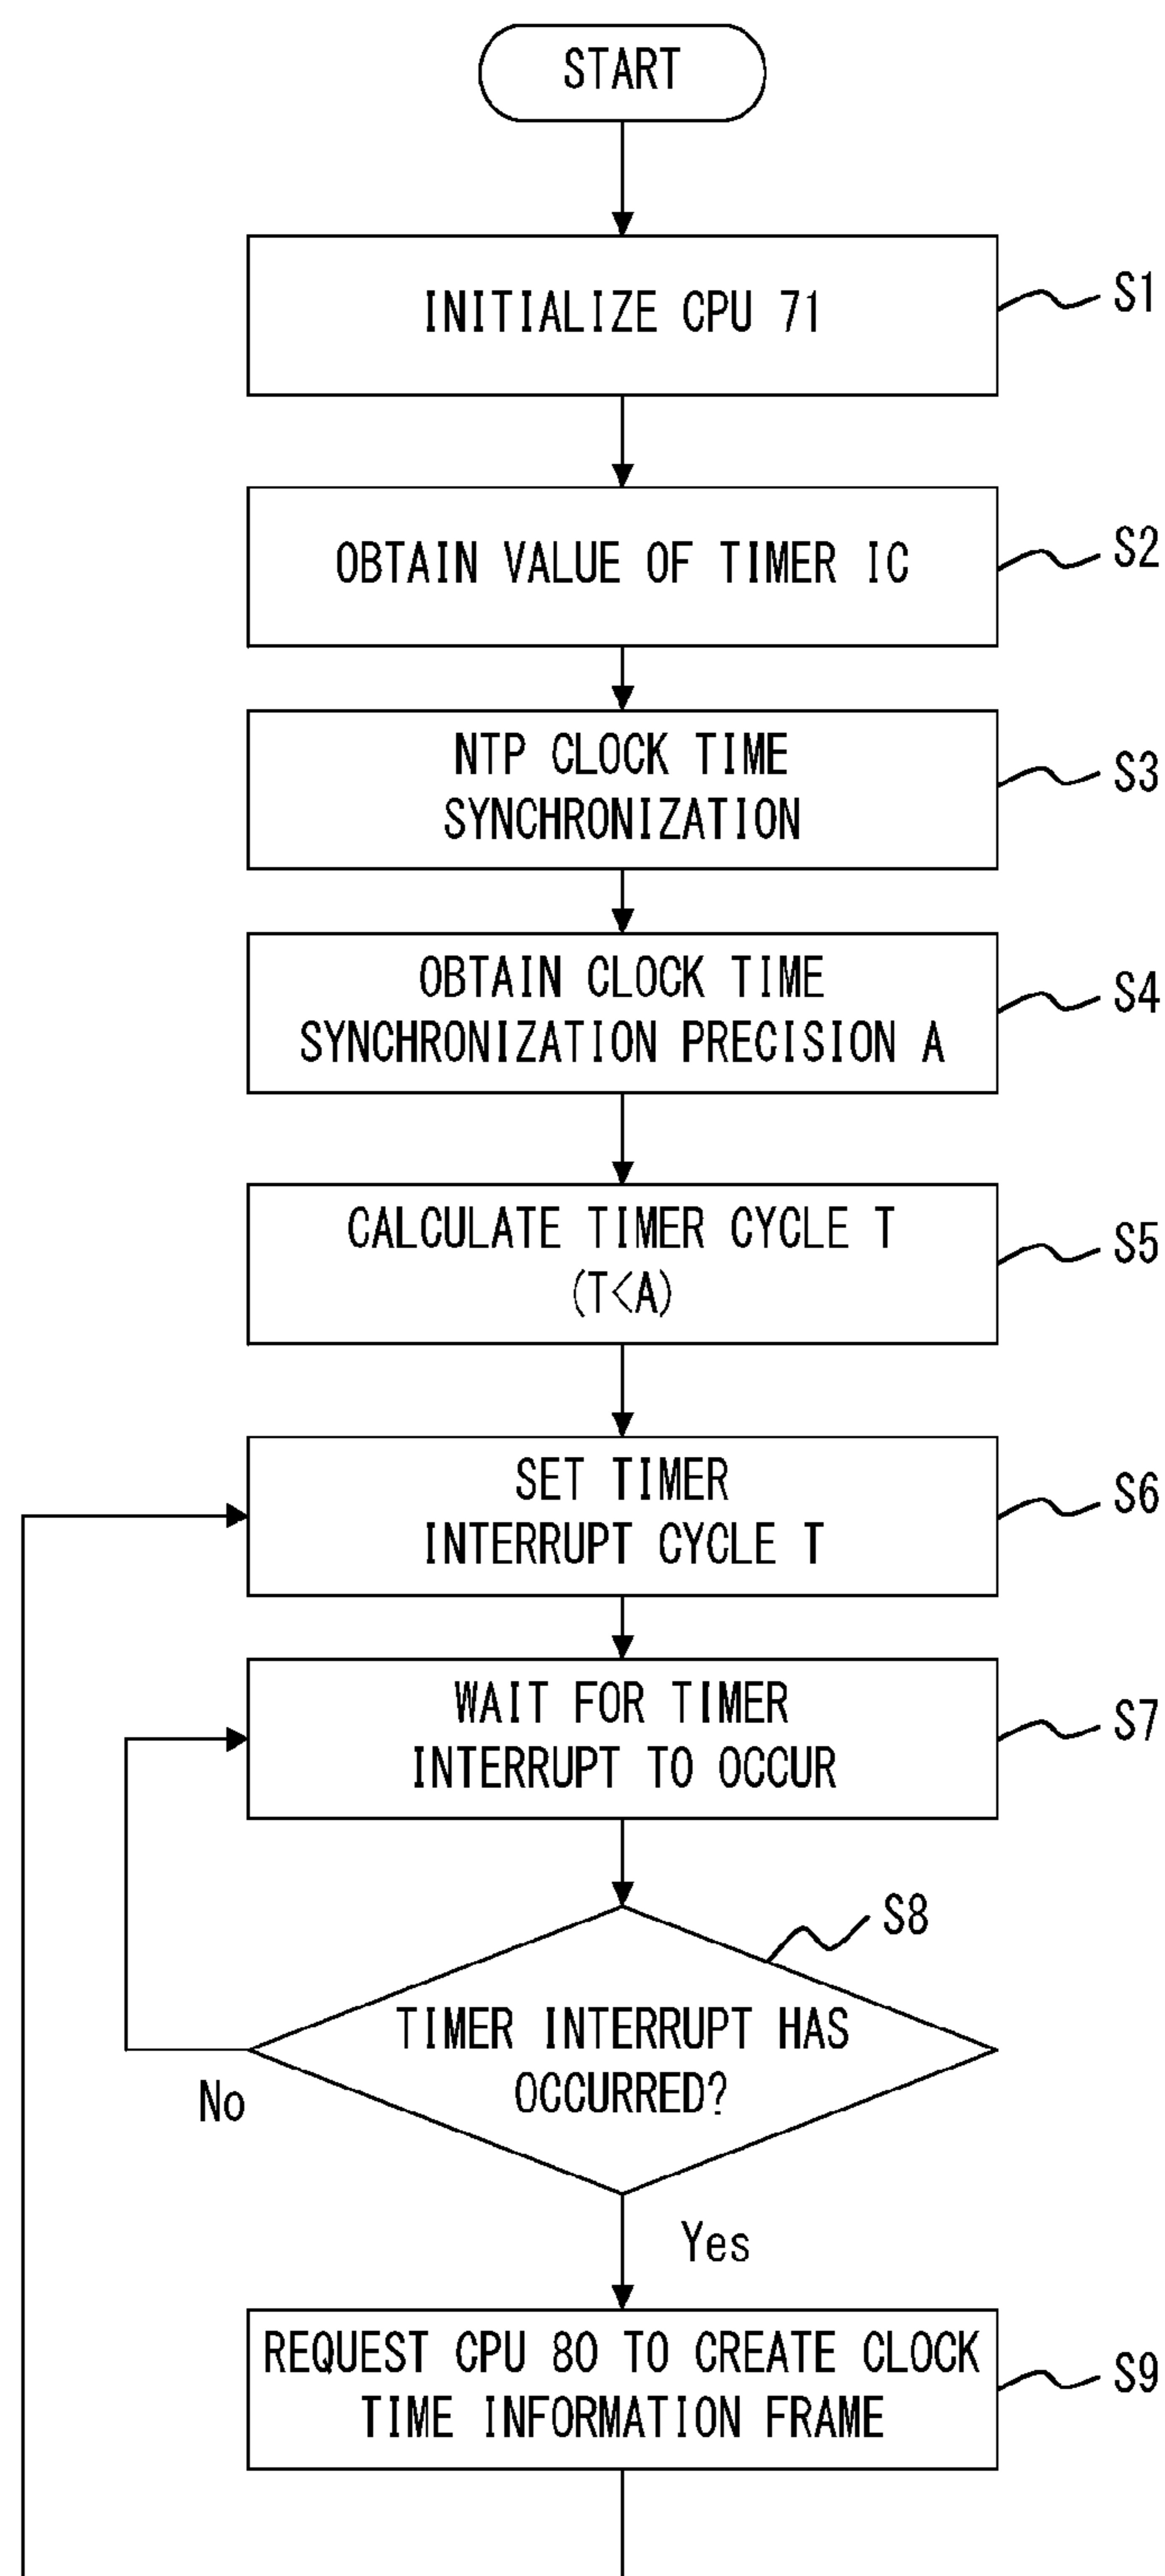 START
INITIALIZE CPU 71
S1
OBTAIN VALUE OF TIMER IC
S2
NTP CLOCK TIME
SYNCHRONIZATION
S3
OBTAIN CLOCK TIME
SYNCHRONIZATION PRECISION A
S4
CALCULATE TIMER CYCLE T
(T<A)
S5
SET TIMER
INTERRUPT CYCLE T
S6
WAIT FOR TIMER
INTERRUPT TO OCCUR
S7
S8
TIMER INTERRUPT HAS
OCCURRED?
No
Yes
REQUEST CPU 80 TO CREATE CLOCK
TIME INFORMATION FRAME
S9